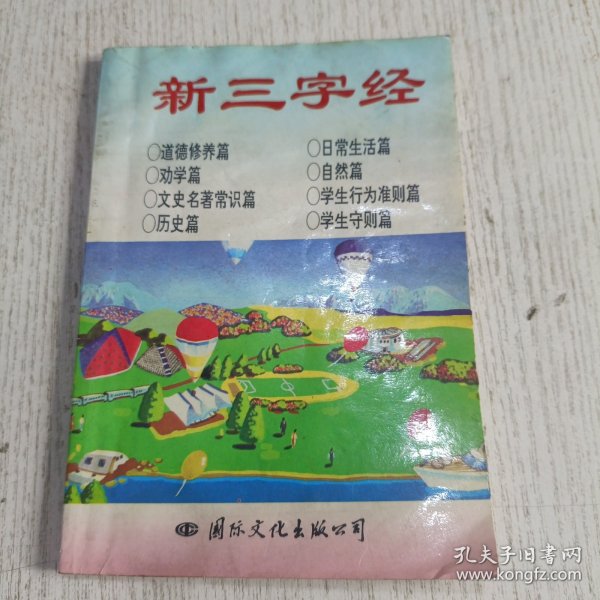 新三字经
○道德修养篇
○劝学篇
○文史名著常识篇
○历史篇
○日常生活篇
○自然篇
○学生行为准则篇
○学生守则篇
国际文化出版公司
孔夫子旧书网
www.kongfz.com